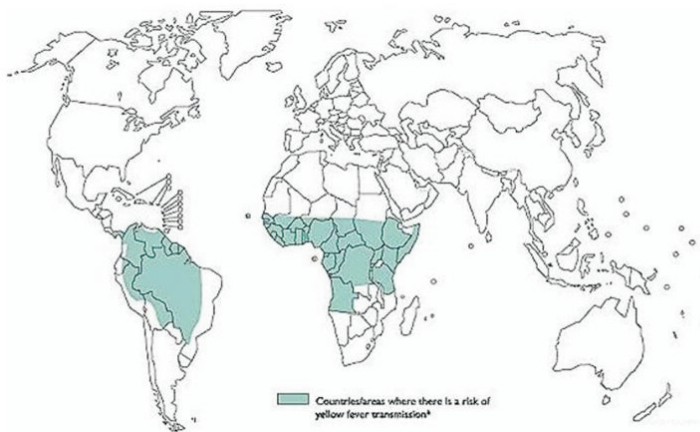 Countries/areas where there is a risk of
yellow fever transmission*